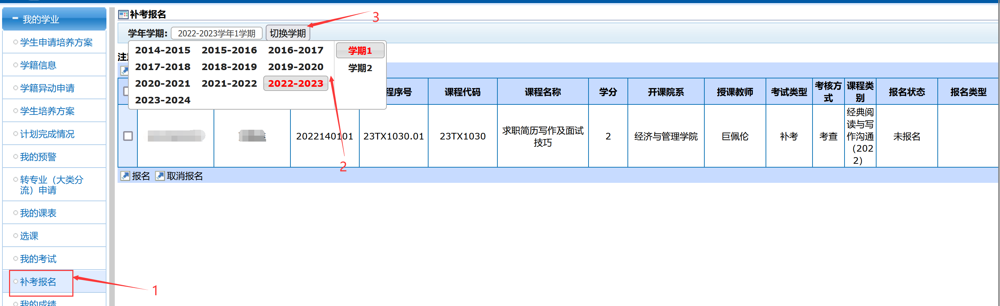 我的学业
学生申请培养方案
学籍信息
学籍异动申请
学生培养方案
计划完成情况
我的预警
转专业（大类分
流）申请
我的课表
选课
我的考试
补考报名
1
我的成绩
补考报名
3
学年学期: 2022-2023学年1学期 切换学期
2014-2015 2015-2016 2016-2017 学期1
2017-2018 2018-2019 2019-2020 学期2
2020-2021 2021-2022 2022-2023
2023-2024
2
程序号 课程代码 课程名称 学分 开课院系 授课教师 考试类型 考核方
式 课程类
别 报名状态 报名类型
2022140101 23TX1030.01 23TX1030 求职简历写作及面试
技巧 2 经济与管理学院 巨佩伦 补考 考查 经典阅
读与写
作沟通
（202
2） 未报名
报名 取消报名